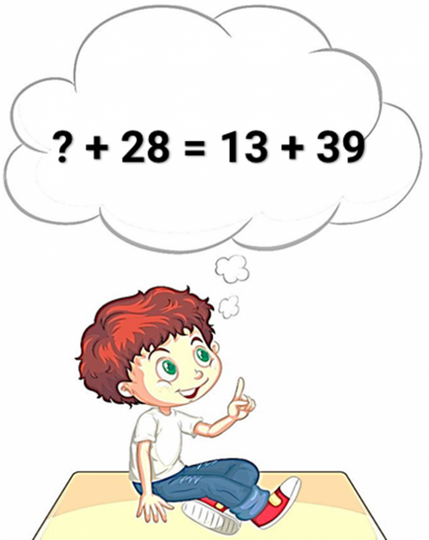 ? + 28 = 13 + 39